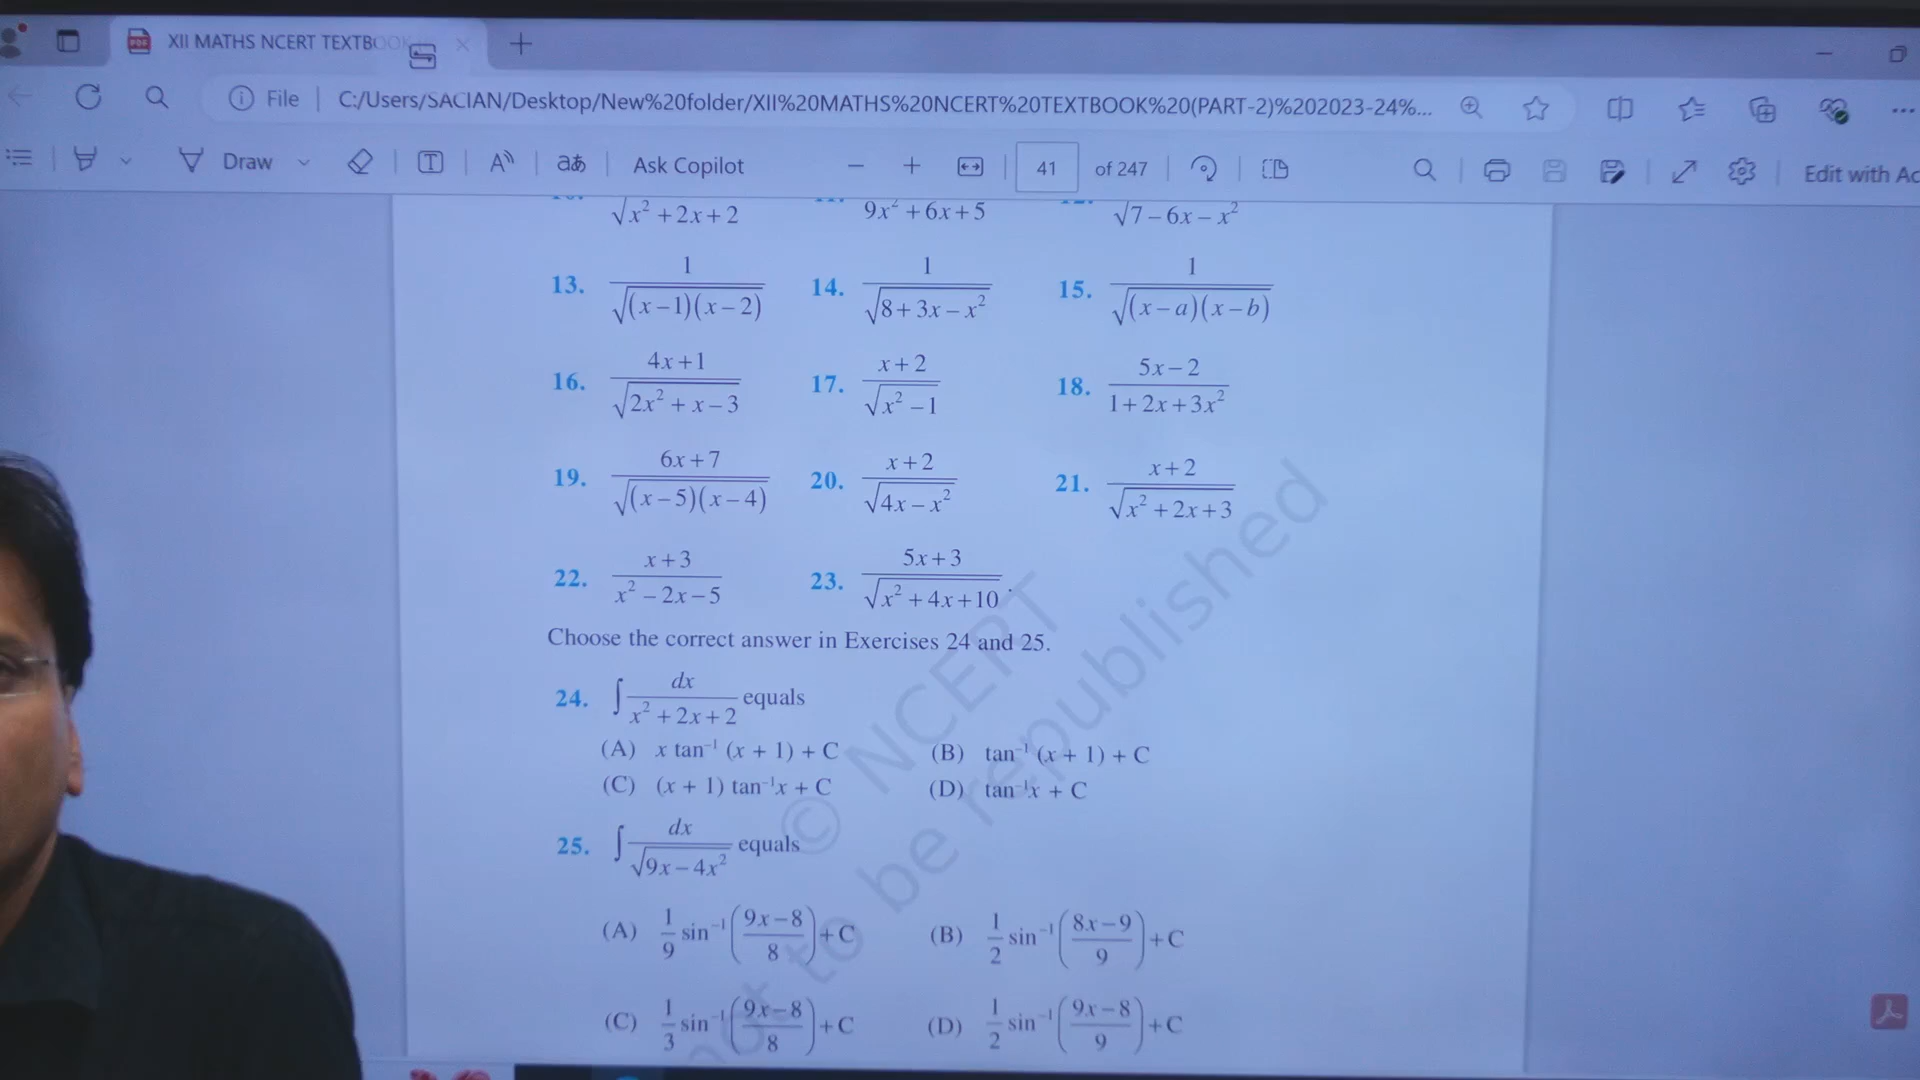 XII MATHS NCERT TEXTBOOK
File
C:/Users/SACIAN/Desktop/New%20folder/XII%20MATHS%20NCERT%20TEXTBOOK%20(PART-2)%202023-24%...
Draw T A aあ Ask Copilot − + 41 of 247 Edit with Ac
√x² + 2x + 2 9x² + 6x + 5 √7 – 6x – x²
13. 1/√(x – 1)(x – 2) 14. 1/√8 + 3x – x² 15. 1/√(x – a)(x – b)
16. 4x + 1/√2x² + x – 3 17. x + 2/√x² – 1 18. 5x – 2/1 + 2x + 3x²
19. 6x + 7/√(x – 5)(x – 4) 20. x + 2/√4x – x² 21. x + 2/√x² + 2x + 3
22. x + 3/x² – 2x – 5 23. 5x + 3/√x² + 4x + 10 .
Choose the correct answer in Exercises 24 and 25.
24. ∫ dx/x² + 2x + 2 equals
(A) x tan⁻¹ (x + 1) + C (B) tan⁻¹ (x + 1) + C
(C) (x + 1) tan⁻¹x + C (D) tan⁻¹x + C
25. ∫ dx/√9x – 4x² equals
(A) 1/9 sin⁻¹(9x – 8/8) + C (B) 1/2 sin⁻¹(8x – 9/9) + C
(C) 1/3 sin⁻¹(9x – 8/8) + C (D) 1/2 sin⁻¹(9x – 8/9) + C
© NCERT
not to be republished